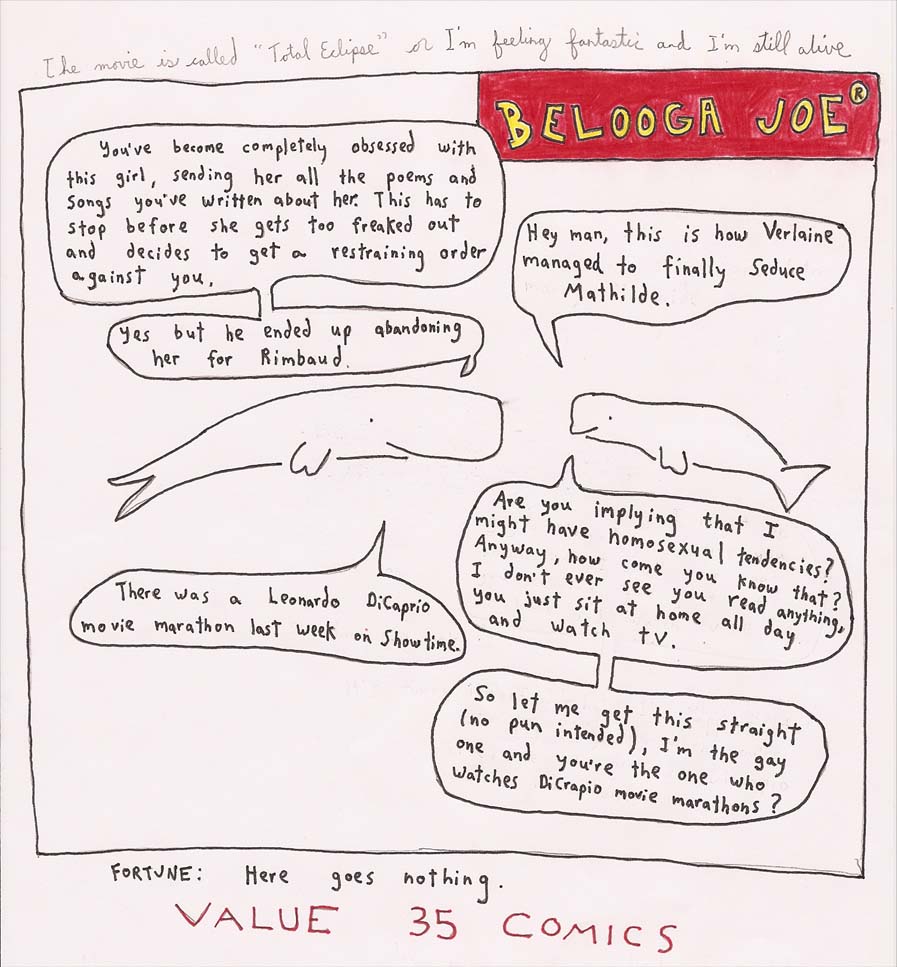 The movie is called "Total Eclipse" or I'm feeling fantastic and I'm still alive
BELOOGA JOE®
You've become completely obsessed with
this girl, sending her all the poems and
songs you've written about her. This has to
stop before she gets too freaked out
and decides to get a restraining order
against you.
Hey man, this is how Verlaine
managed to finally seduce
Mathilde.
Yes but he ended up abandoning
her for Rimbaud.
Are you implying that I
might have homosexual tendencies?
Anyway, how come you know that?
I don't ever see you read anything,
you just sit at home all day
and watch TV.
There was a Leonardo DiCaprio
movie marathon last week on Showtime.
So let me get this straight
(no pun intended), I'm the gay
one and you're the one who
watches DiCrapio movie marathons?
FORTUNE: Here goes nothing.
VALUE 35 COMICS